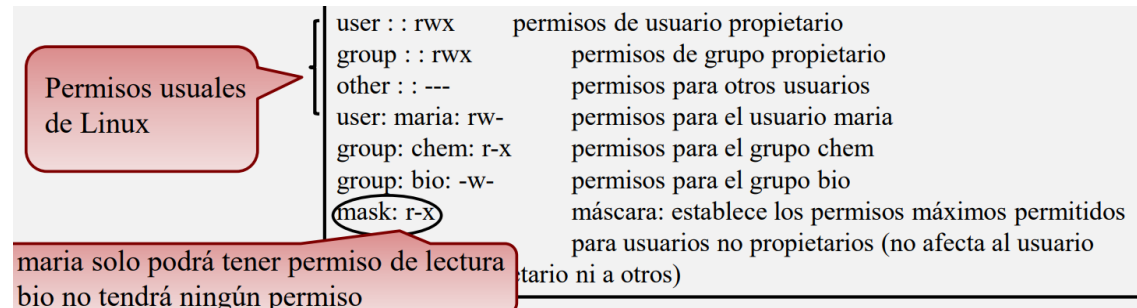 Permisos usuales
de Linux
user : : rwx permisos de usuario propietario
group : : rwx permisos de grupo propietario
other : : --- permisos para otros usuarios
user: maria: rw- permisos para el usuario maria
group: chem: r-x permisos para el grupo chem
group: bio: -w- permisos para el grupo bio
mask: r-x máscara: establece los permisos máximos permitidos
para usuarios no propietarios (no afecta al usuario
etario ni a otros)
maria solo podrá tener permiso de lectura
bio no tendrá ningún permiso